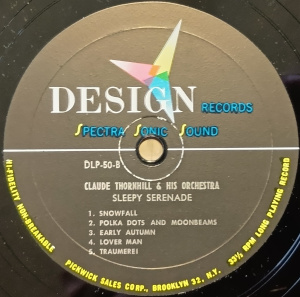 DESIGN RECORDS
SPECTRA SONIC SOUND
DLP-50-B
CLAUDE THORNHILL & HIS ORCHESTRA
SLEEPY SERENADE
1. SNOWFALL
2. POLKA DOTS AND MOONBEAMS
3. EARLY AUTUMN
4. LOVER MAN
5. TRAUMEREI
HI-FIDELITY NON-BREAKABLE
PICKWICK SALES CORP., BROOKLYN 32, N.Y.
33⅓ RPM LONG PLAYING RECORD